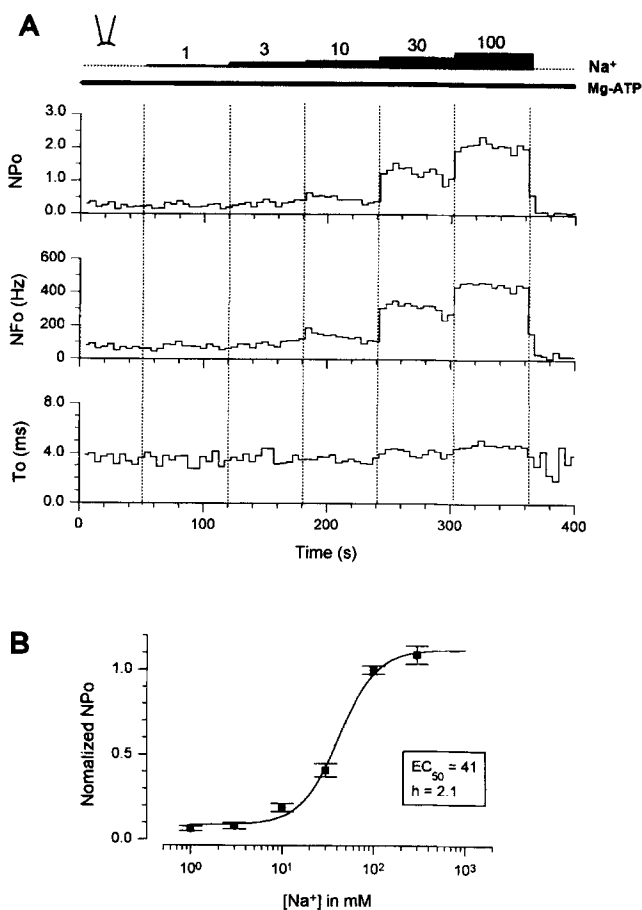 A
1 3 10 30 100
Na⁺
Mg-ATP
3.0
2.0
1.0
0.0
NPo
600
400
200
0
NFo (Hz)
8.0
4.0
0.0
To (ms)
0 100 200 300 400
Time (s)
B
1.0
0.5
0.0
Nomalized NPo
EC₅₀ = 41
h = 2.1
10⁰ 10¹ 10² 10³
[Na⁺] in mM